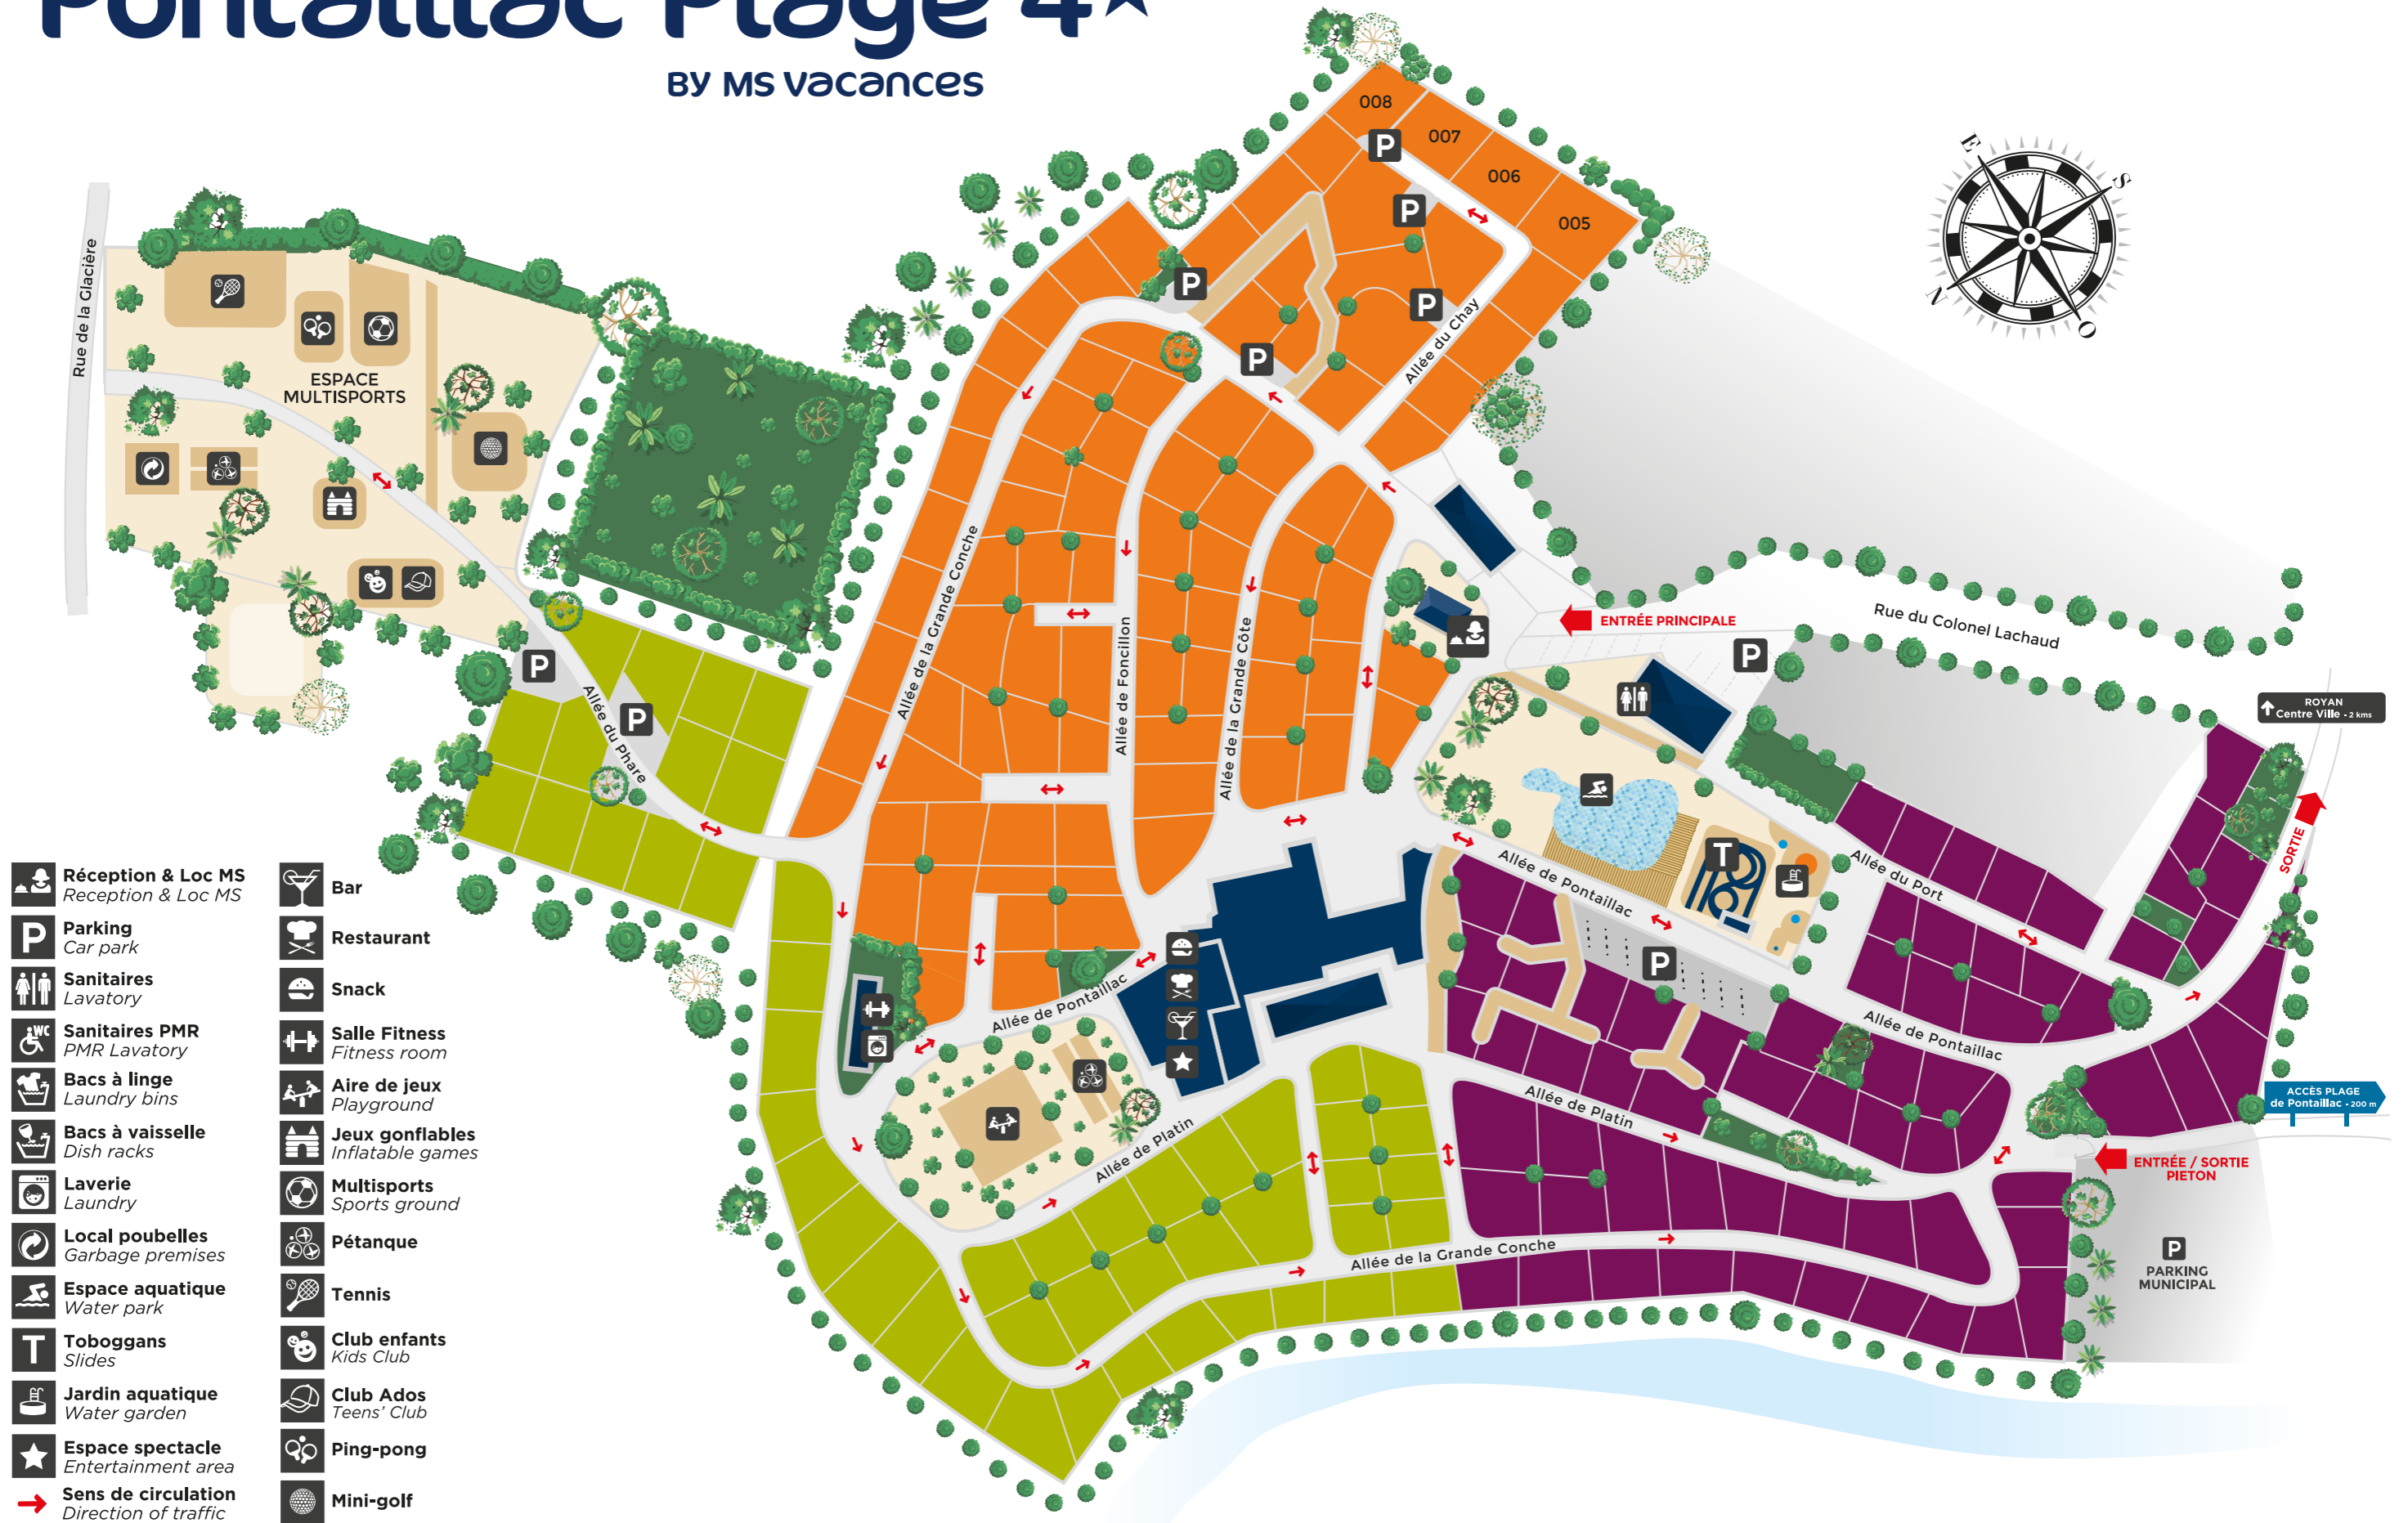 Pontaillac Plage 4★
BY MS vacances
008
007
006
005
P
P
P
P
P
E
S
N
O
Rue de la Glacière
ESPACE
MULTISPORTS
Allée du Chay
Allée de la Grande Conche
Allée de Foncillon
Allée de la Grande Côte
ENTRÉE PRINCIPALE
Rue du Colonel Lachaud
P
P
P
Allée du Phare
ROYAN
Centre Ville - 2 kms
SORTIE
Allée de Pontaillac
T
Allée du Port
P
Allée de Pontaillac
Allée de Pontaillac
Allée de Platin
Allée de Platin
Allée de la Grande Conche
ACCÈS PLAGE
de Pontaillac - 200 m
ENTRÉE / SORTIE
PIETON
P
PARKING
MUNICIPAL
Réception & Loc MS
Reception & Loc MS
P
Parking
Car park
Sanitaires
Lavatory
WC
Sanitaires PMR
PMR Lavatory
Bacs à linge
Laundry bins
Bacs à vaisselle
Dish racks
Laverie
Laundry
Local poubelles
Garbage premises
Espace aquatique
Water park
T
Toboggans
Slides
Jardin aquatique
Water garden
Espace spectacle
Entertainment area
Sens de circulation
Direction of traffic
Bar
Restaurant
Snack
Salle Fitness
Fitness room
Aire de jeux
Playground
Jeux gonflables
Inflatable games
Multisports
Sports ground
Pétanque
Tennis
Club enfants
Kids Club
Club Ados
Teens' Club
Ping-pong
Mini-golf